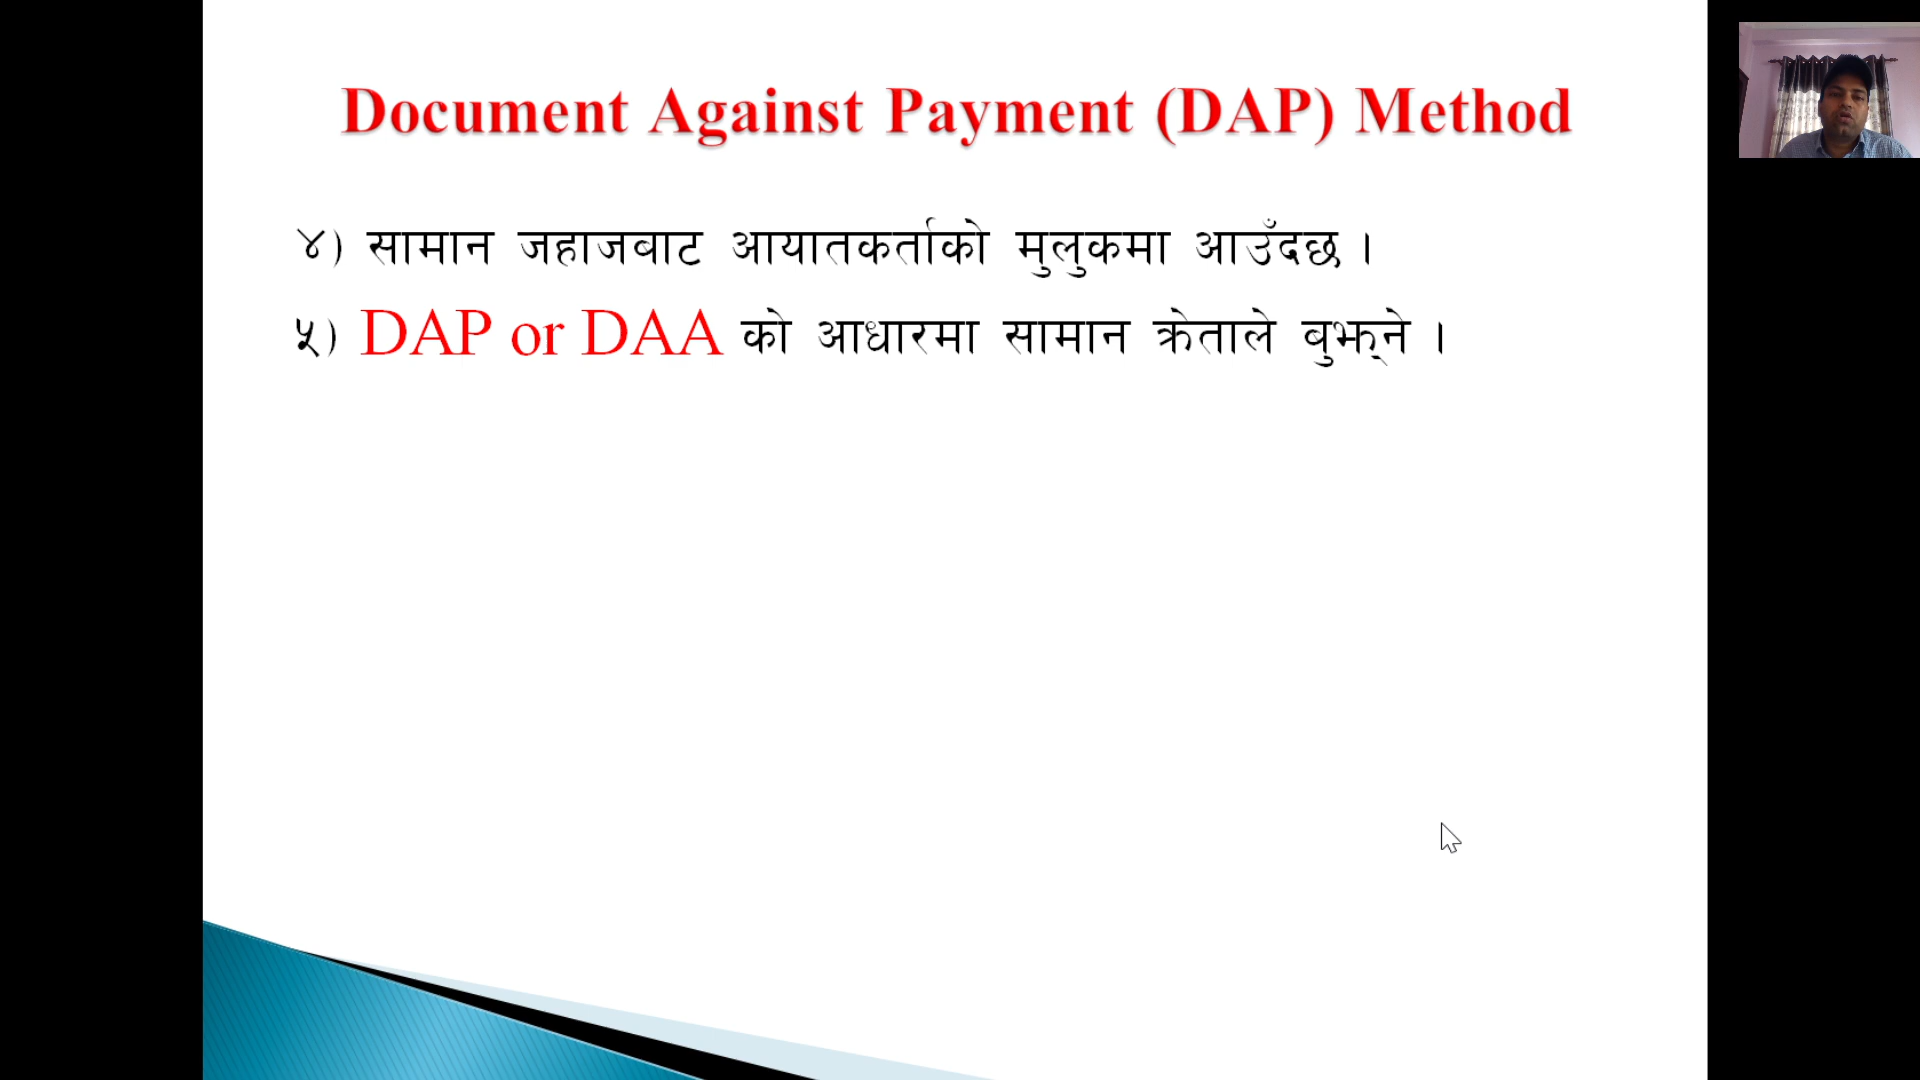 Document Against Payment (DAP) Method
४) सामान जहाजबाट आयातकर्ताको मुलुकमा आउँदछ ।
५) DAP or DAA को आधारमा सामान क्रेताले बुझ्ने ।